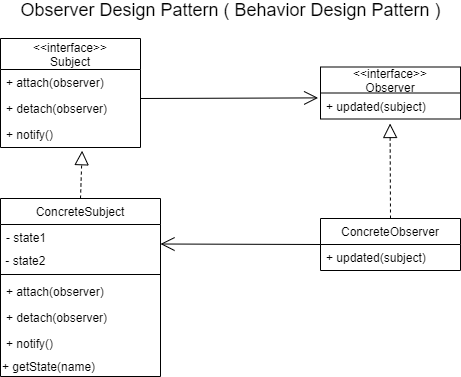 Observer Design Pattern ( Behavior Design Pattern )
<<interface>>
Subject
+ attach(observer)
+ detach(observer)
+ notify()
<<interface>>
Observer
+ updated(subject)
ConcreteSubject
- state1
- state2
+ attach(observer)
+ detach(observer)
+ notify()
+ getState(name)
ConcreteObserver
+ updated(subject)